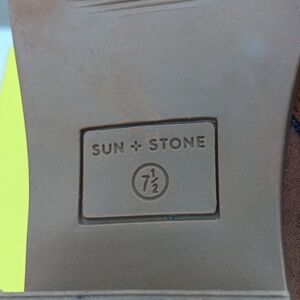 SUN + STONE
7½